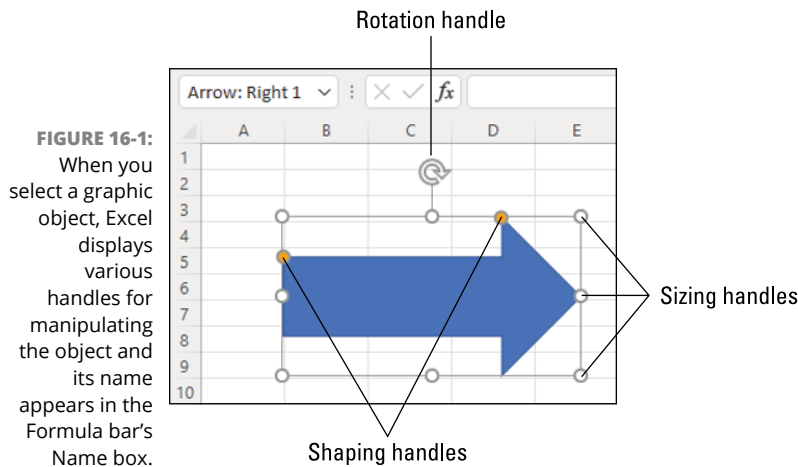 Rotation handle
Arrow: Right 1
fx
A B C D E
1
2
3
4
5
6
7
8
9
10
FIGURE 16-1:
When you
select a graphic
object, Excel
displays
various
handles for
manipulating
the object and
its name
appears in the
Formula bar’s
Name box.
Sizing handles
Shaping handles